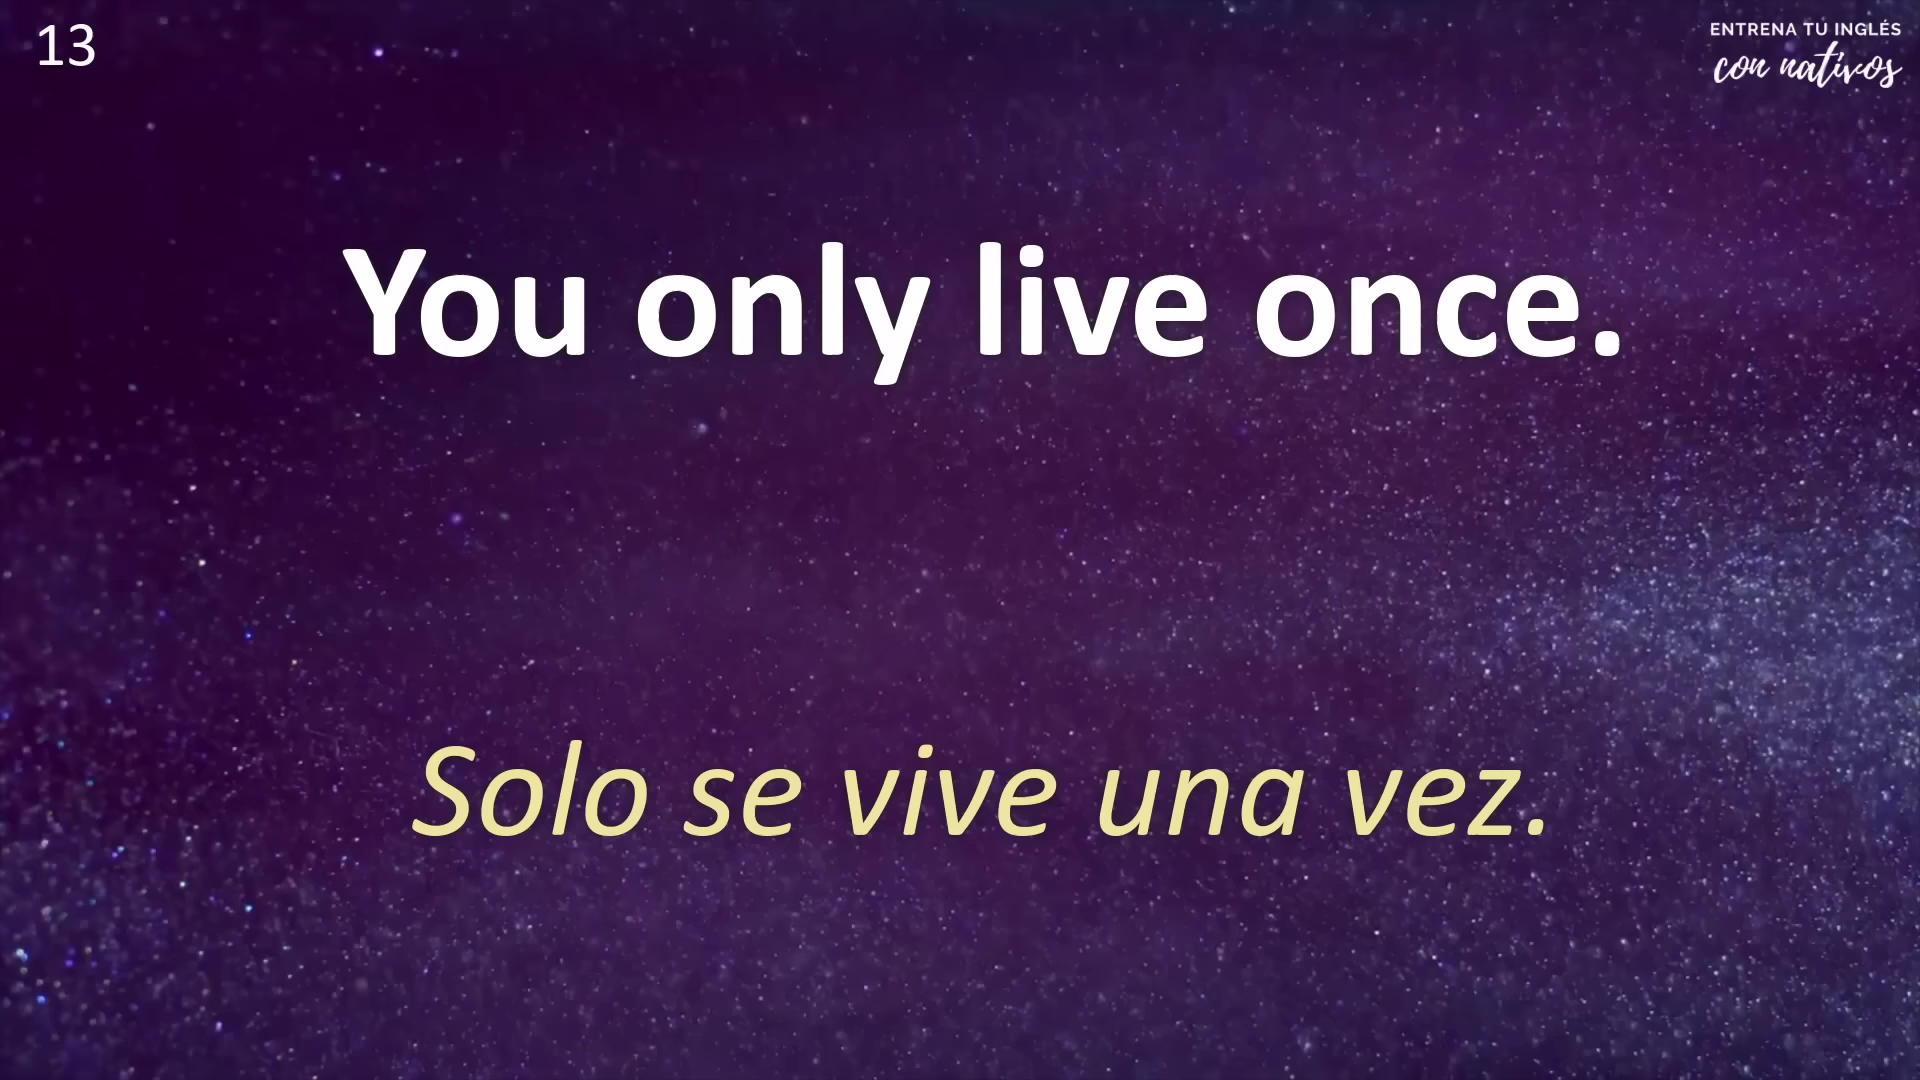 13
ENTRENA TU INGLÉS
con nativos
You only live once.
Solo se vive una vez.